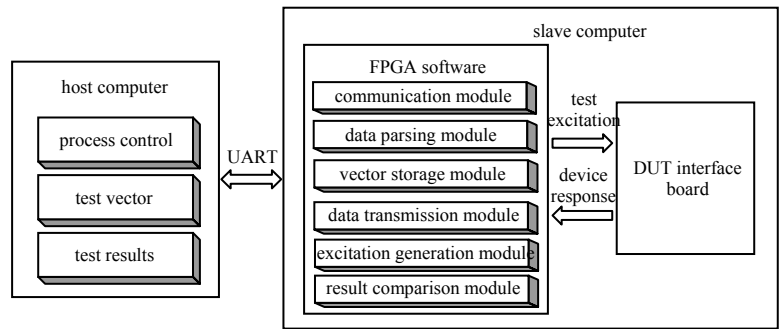 slave computer
host computer
process control
test vector
test results
UART
FPGA software
communication module
data parsing module
vector storage module
data transmission module
excitation generation module
result comparison module
test
excitation
device
response
DUT interface
board